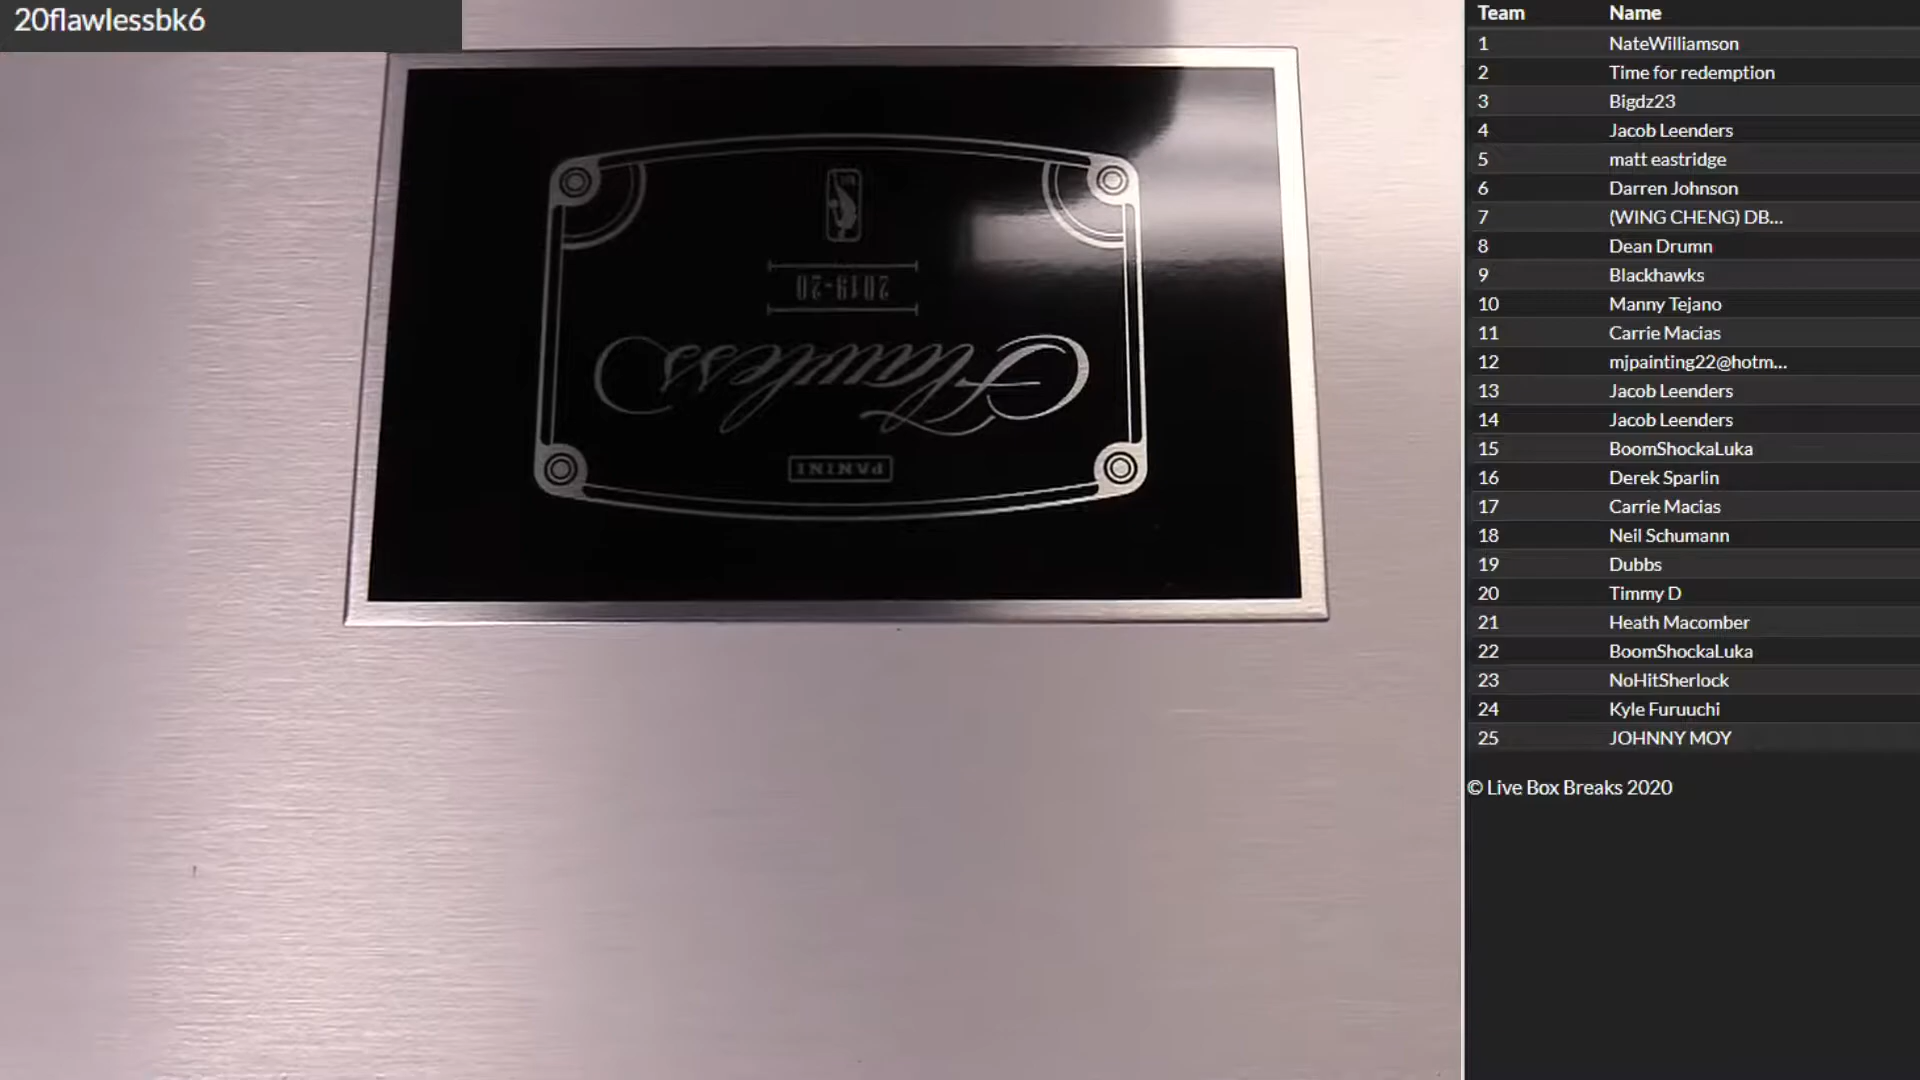 20flawlessbk6
2019-20
Flawless
PANINI
Team Name
1 NateWilliamson
2 Time for redemption
3 Bigdz23
4 Jacob Leenders
5 matt eastridge
6 Darren Johnson
7 (WING CHENG) DB...
8 Dean Drumn
9 Blackhawks
10 Manny Tejano
11 Carrie Macias
12 mjpainting22@hotm...
13 Jacob Leenders
14 Jacob Leenders
15 BoomShockaLuka
16 Derek Sparlin
17 Carrie Macias
18 Neil Schumann
19 Dubbs
20 Timmy D
21 Heath Macomber
22 BoomShockaLuka
23 NoHitSherlock
24 Kyle Furuuchi
25 JOHNNY MOY
© Live Box Breaks 2020